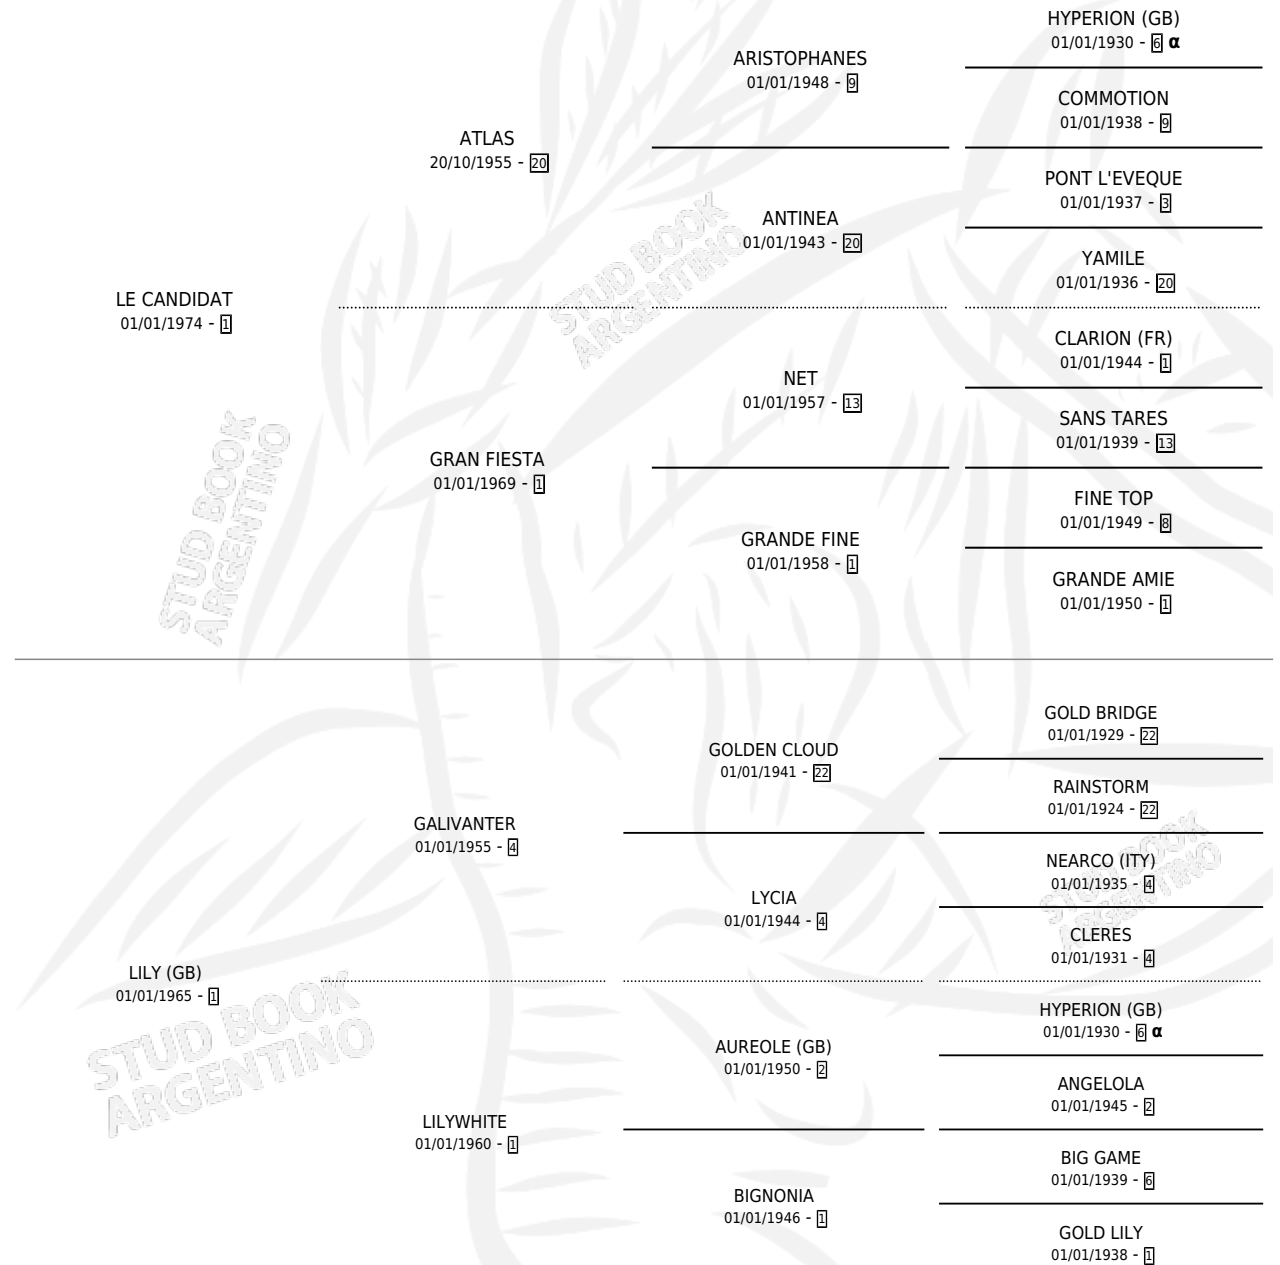 HYPERION (GB)
01/01/1930 - 6 α
ARISTOPHANES
01/01/1948 - 9
COMMOTION
01/01/1938 - 9
ATLAS
20/10/1955 - 20
PONT L'EVEQUE
01/01/1937 - 3
ANTINEA
01/01/1943 - 20
YAMILE
01/01/1936 - 20
LE CANDIDAT
01/01/1974 - 1
CLARION (FR)
01/01/1944 - 1
NET
01/01/1957 - 13
SANS TARES
01/01/1939 - 13
GRAN FIESTA
01/01/1969 - 1
FINE TOP
01/01/1949 - 8
GRANDE FINE
01/01/1958 - 1
GRANDE AMIE
01/01/1950 - 1
GOLD BRIDGE
01/01/1929 - 22
GOLDEN CLOUD
01/01/1941 - 22
RAINSTORM
01/01/1924 - 22
GALIVANTER
01/01/1955 - 4
NEARCO (ITY)
01/01/1935 - 4
LYCIA
01/01/1944 - 4
CLERES
01/01/1931 - 4
LILY (GB)
01/01/1965 - 1
HYPERION (GB)
01/01/1930 - 6 α
AUREOLE (GB)
01/01/1950 - 2
ANGELOLA
01/01/1945 - 2
LILYWHITE
01/01/1960 - 1
BIG GAME
01/01/1939 - 6
BIGNONIA
01/01/1946 - 1
GOLD LILY
01/01/1938 - 1
STUD BOOK
ARGENTINO
STUD BOOK
ARGENTINO
STUD BOOK
ARGENTINO
STUD BOOK
ARGENTINO